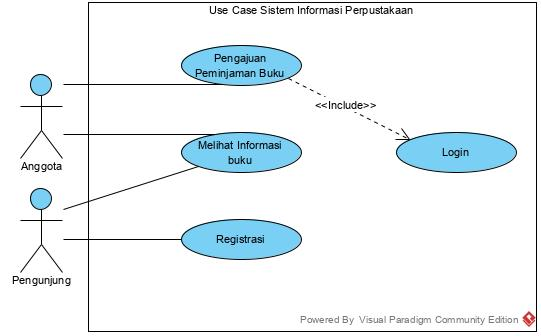 Use Case Sistem Informasi Perpustakaan
Pengajuan
Peminjaman Buku
<<Include>>
Anggota
Melihat Informasi
buku
Login
Registrasi
Pengunjung
Powered By Visual Paradigm Community Edition